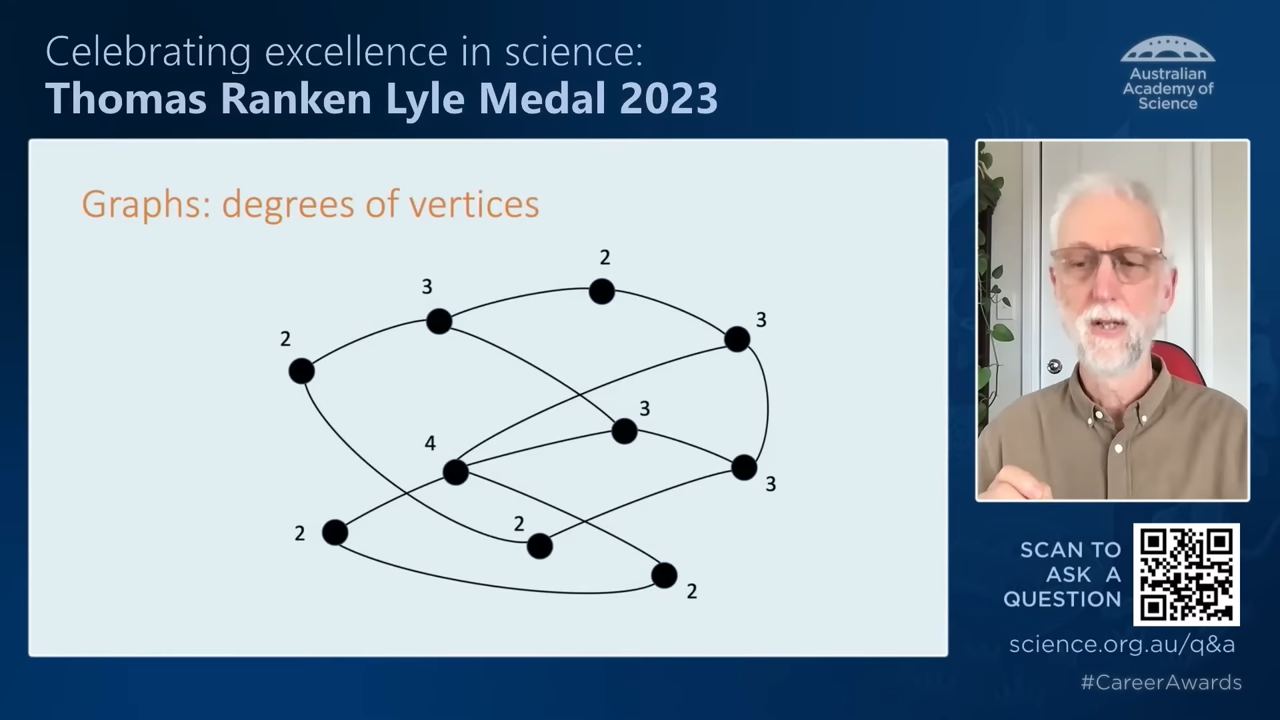 Celebrating excellence in science:
Thomas Ranken Lyle Medal 2023
Australian
Academy of
Science
Graphs: degrees of vertices
2
3
3
2
3
4
3
2
2
2
SCAN TO
ASK A
QUESTION
science.org.au/q&a
#CareerAwards